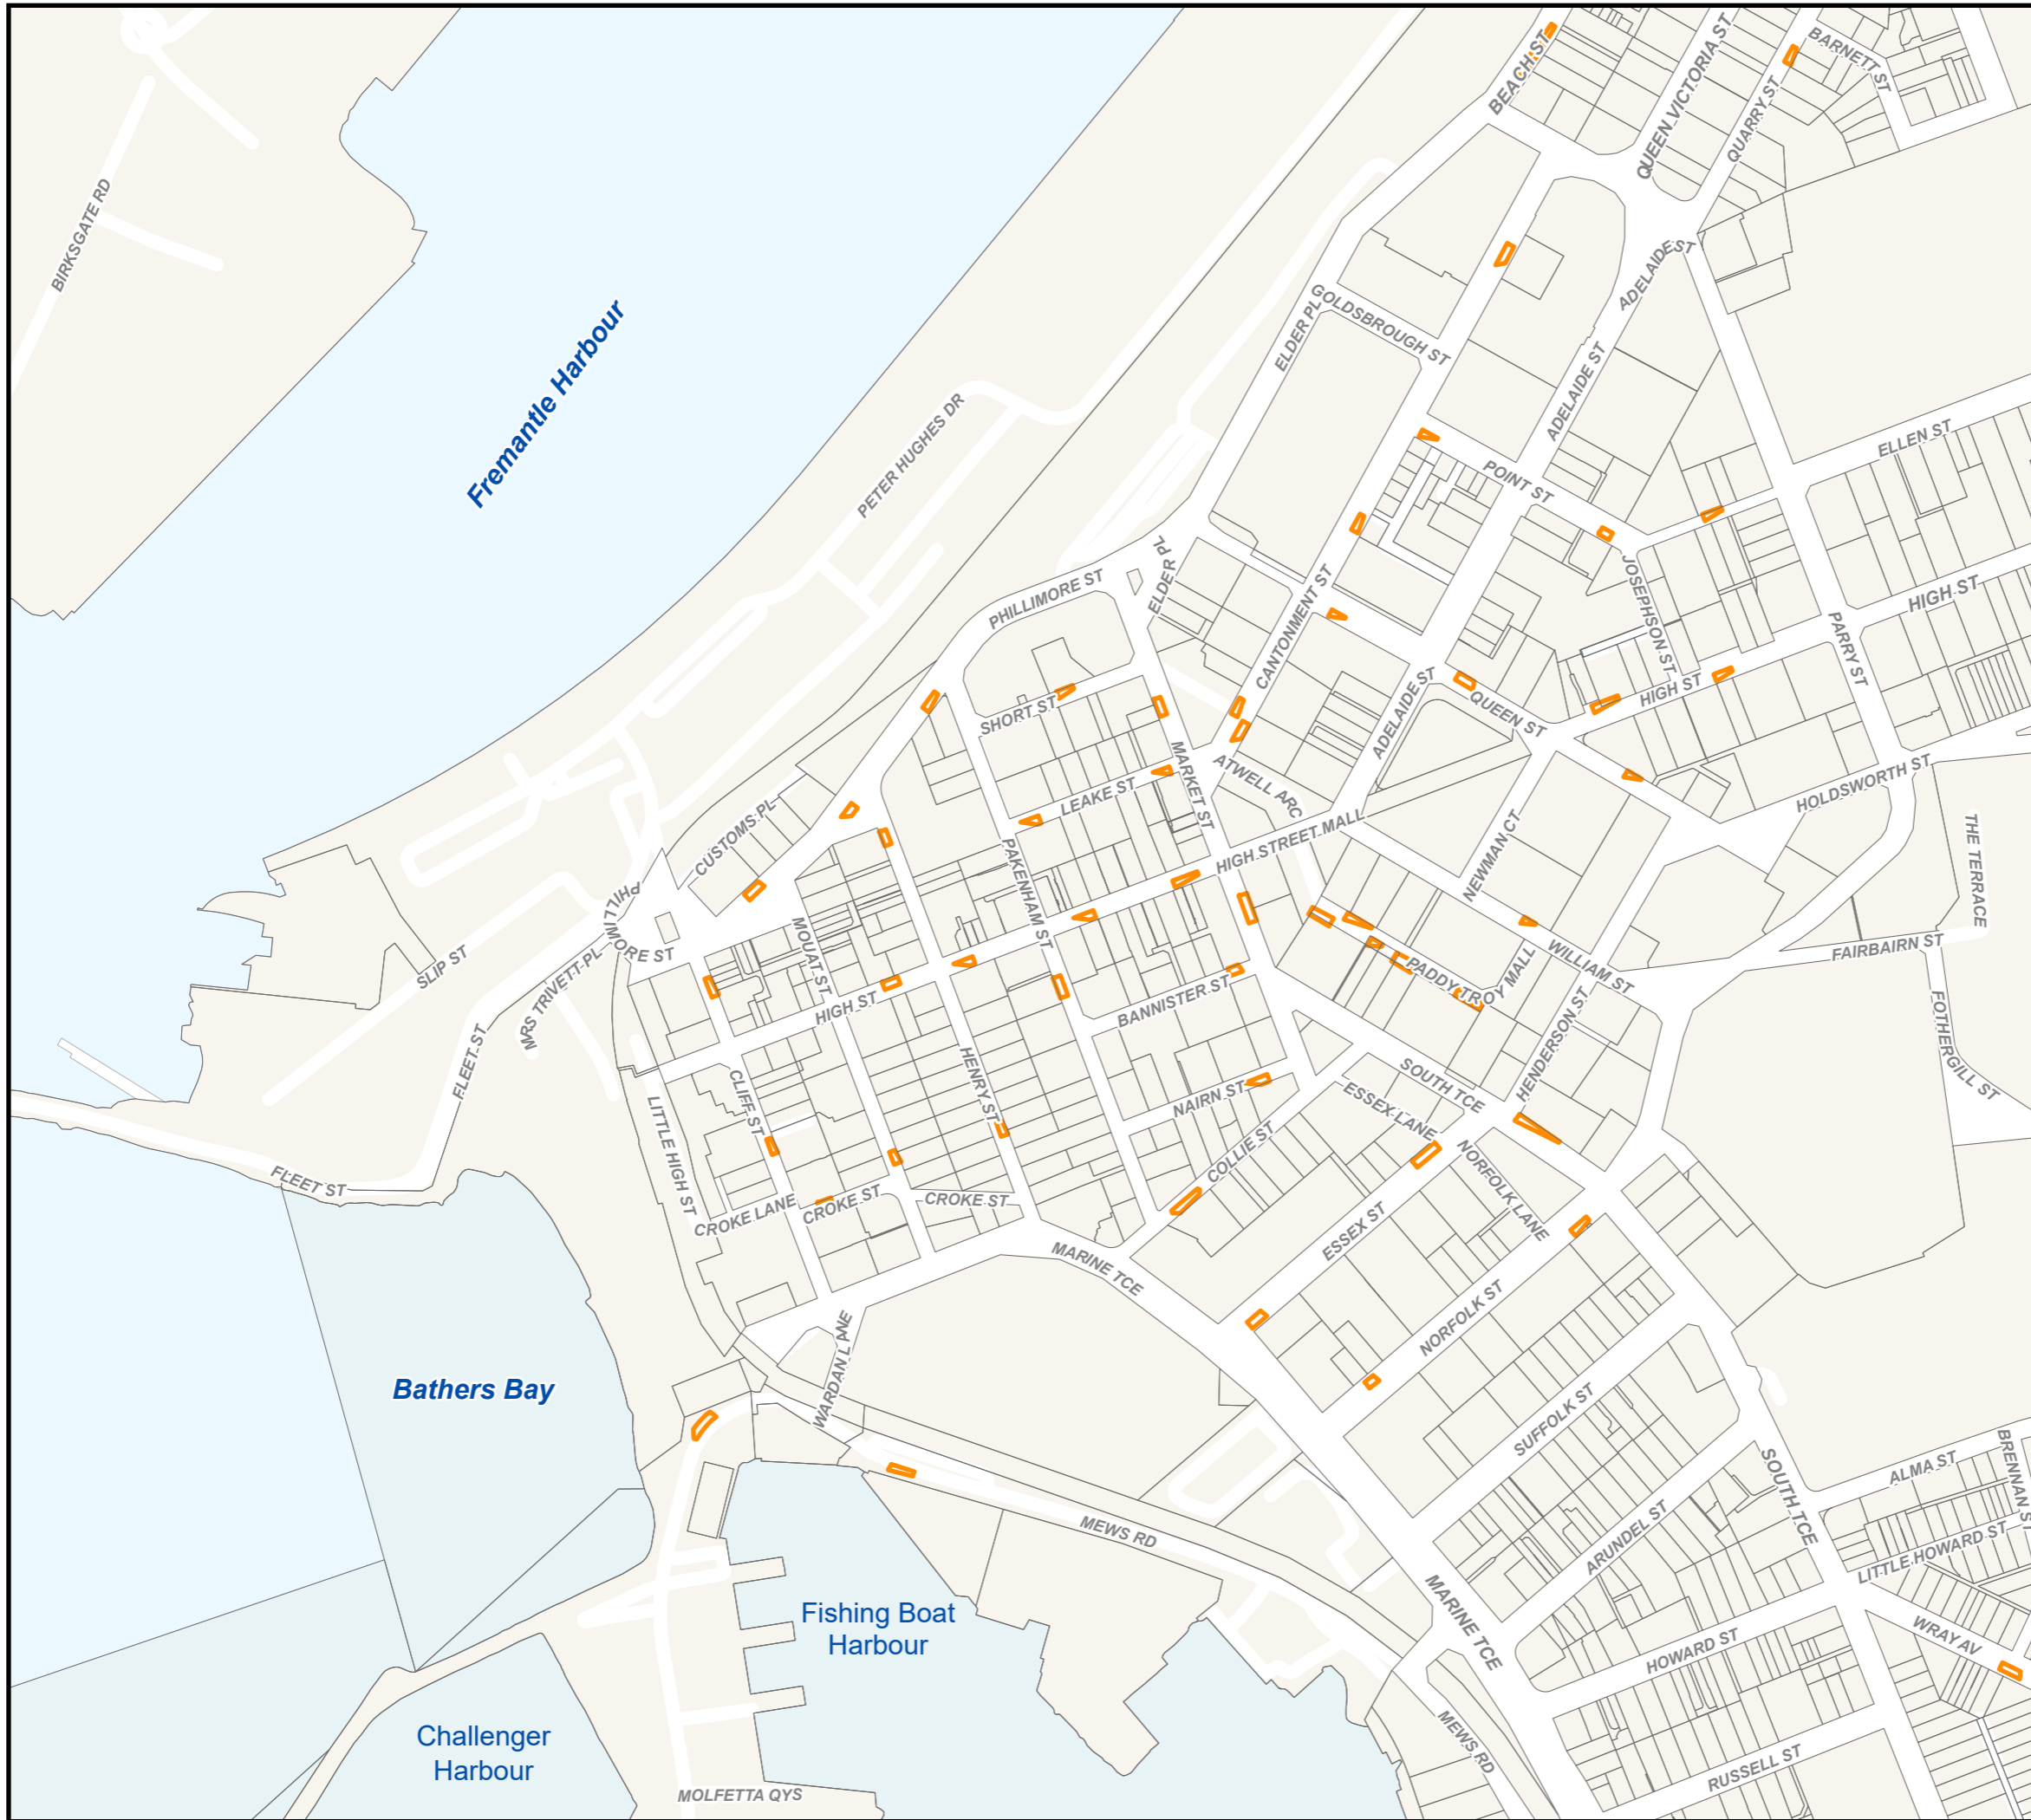 BEACH ST
QUEEN VICTORIA ST
BARNETT ST
QUARRY ST
BIRKSGATE RD
ADELAIDE ST
Fremantle Harbour
GOLDSBROUGH ST
ELDER PL
ADELAIDE ST
PETER HUGHES DR
ELLEN ST
POINT ST
ELDER PL
PHILLIMORE ST
CANTONMENT ST
JOSEPHSON ST
HIGH ST
PARRY ST
SHORT ST
ADELAIDE ST
QUEEN ST
HIGH ST
MARKET ST
ATWELL ARC
LEAKE ST
HOLDSWORTH ST
CUSTOMS PL
HIGH STREET MALL
NEWMAN CT
THE TERRACE
PAKENHAM ST
PHILLIMORE ST
MOUAT ST
SLIP ST
MRS TRIVETT PL
PADDY TROY MALL
WILLIAM ST
FAIRBAIRN ST
HIGH ST
BANNISTER ST
HENDERSON ST
FOTHERGILL ST
FLEET ST
CLIFF ST
HENRY ST
SOUTH TCE
LITTLE HIGH ST
NAIRN ST
ESSEX LANE
COLLIE ST
NORFOLK LANE
FLEET ST
CROKE LANE
CROKE ST
CROKE ST
ESSEX ST
MARINE TCE
NORFOLK ST
WARDAN LANE
Bathers Bay
SUFFOLK ST
SOUTH TCE
ALMA ST
BRENNAN ST
MEWS RD
ARUNDEL ST
LITTLE HOWARD ST
MARINE TCE
Fishing Boat
Harbour
HOWARD ST
WRAY AV
Challenger
Harbour
MEWS RD
RUSSELL ST
MOLFETTA QYS